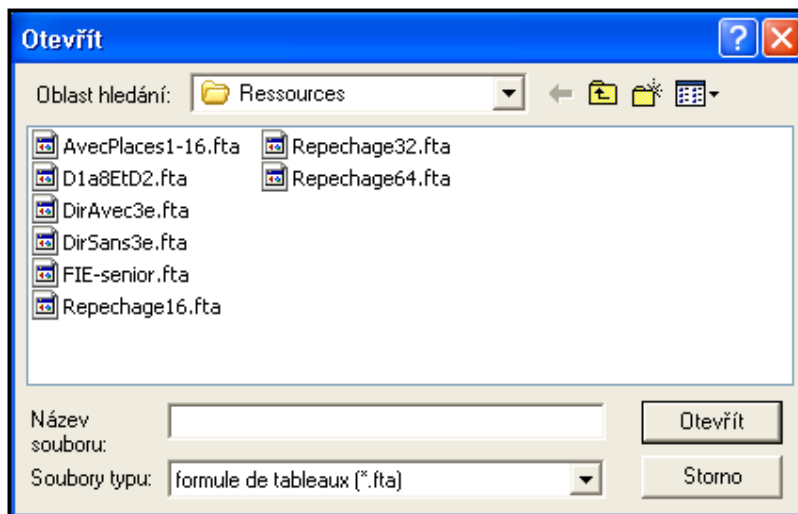 Otevřít
Oblast hledání: Ressources
AvecPlaces1-16.fta Repechage32.fta
D1a8EtD2.fta Repechage64.fta
DirAvec3e.fta
DirSans3e.fta
FIE-senior.fta
Repechage16.fta
Název souboru: Otevřít
Soubory typu: formule de tableaux (*.fta) Storno